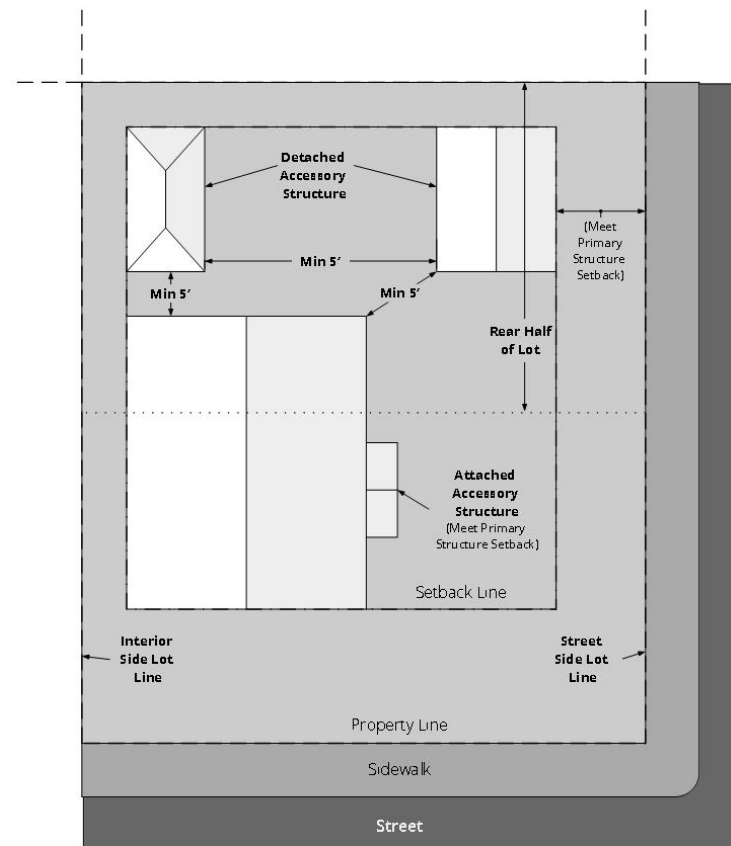 Detached
Accessory
Structure
(Meet
Primary
Structure
Setback)
Min 5’
Min 5’
Min 5’
Rear Half
of Lot
Attached
Accessory
Structure
(Meet Primary
Structure Setback)
Setback Line
Interior
Side Lot
Line
Street
Side Lot
Line
Property Line
Sidewalk
Street